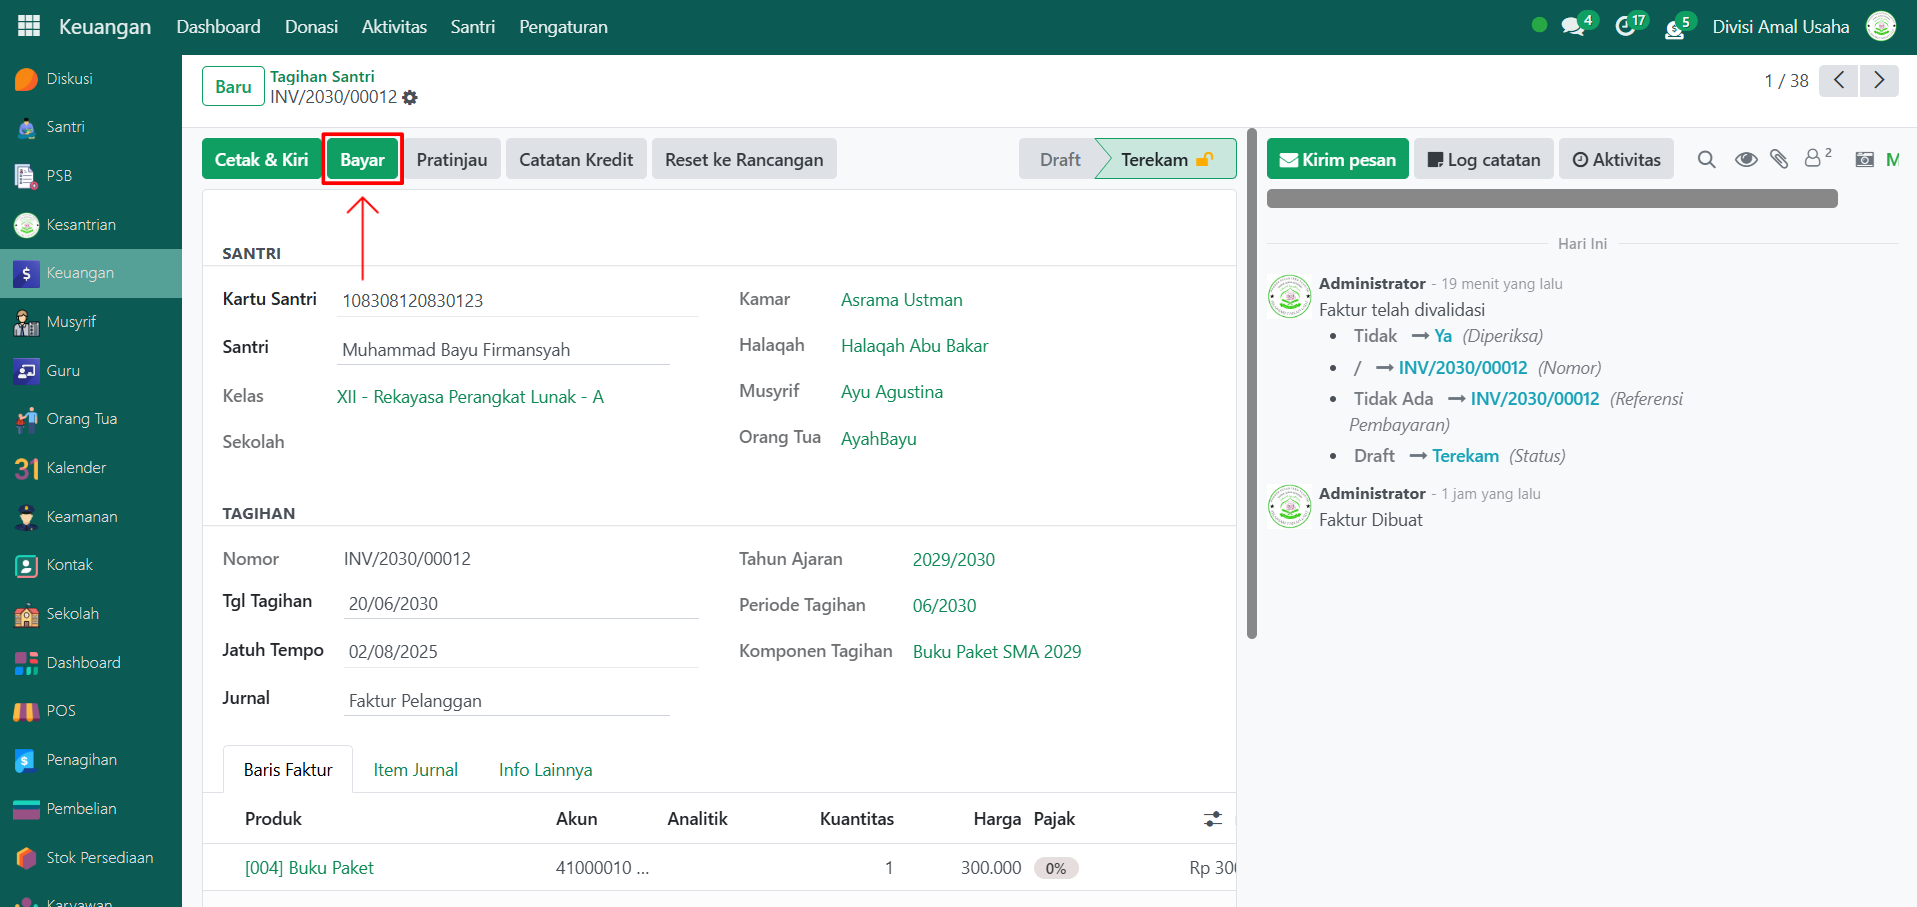 Keuangan Dashboard Donasi Aktivitas Santri Pengaturan 4 17 5 Divisi Amal Usaha
Diskusi
Santri
PSB
Kesantrian
Keuangan
Musyrif
Guru
Orang Tua
31 Kalender
Keamanan
Kontak
Sekolah
Dashboard
POS
Penagihan
Pembelian
Stok Persediaan
Karyawan
Baru
Tagihan Santri
INV/2030/00012
1 / 38
Cetak & Kiri Bayar Pratinjau Catatan Kredit Reset ke Rancangan Draft Terekam
SANTRI
Kartu Santri 108308120830123
Santri Muhammad Bayu Firmansyah
Kelas XII - Rekayasa Perangkat Lunak - A
Sekolah
Kamar Asrama Ustman
Halaqah Halaqah Abu Bakar
Musyrif Ayu Agustina
Orang Tua AyahBayu
TAGIHAN
Nomor INV/2030/00012
Tgl Tagihan 20/06/2030
Jatuh Tempo 02/08/2025
Jurnal Faktur Pelanggan
Tahun Ajaran 2029/2030
Periode Tagihan 06/2030
Komponen Tagihan Buku Paket SMA 2029
Baris Faktur Item Jurnal Info Lainnya
Produk Akun Analitik Kuantitas Harga Pajak
[004] Buku Paket 41000010 ... 1 300.000 0% Rp 300
Kirim pesan Log catatan Aktivitas 2 M
Hari Ini
Administrator - 19 menit yang lalu
Faktur telah divalidasi
• Tidak → Ya (Diperiksa)
• / → INV/2030/00012 (Nomor)
• Tidak Ada → INV/2030/00012 (Referensi
Pembayaran)
• Draft → Terekam (Status)
Administrator - 1 jam yang lalu
Faktur Dibuat